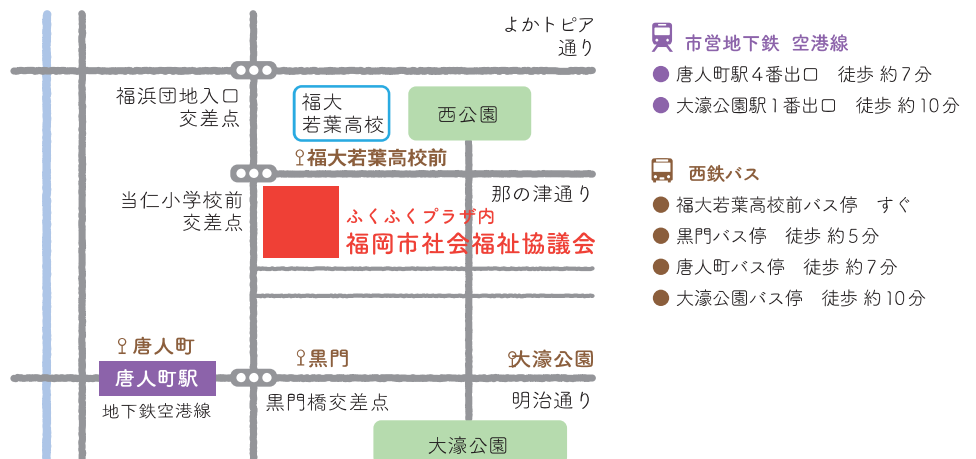 よかトピア
通り
福浜団地入口
交差点
福大
若葉高校
西公園
福大若葉高校前
当仁小学校前
交差点
那の津通り
ふくふくプラザ内
福岡市社会福祉協議会
唐人町
唐人町駅
地下鉄空港線
黒門
黒門橋交差点
大濠公園
明治通り
大濠公園
市営地下鉄 空港線
唐人町駅4番出口 徒歩 約7分
大濠公園駅1番出口 徒歩 約10分
西鉄バス
福大若葉高校前バス停 すぐ
黒門バス停 徒歩 約5分
唐人町バス停 徒歩 約7分
大濠公園バス停 徒歩 約10分